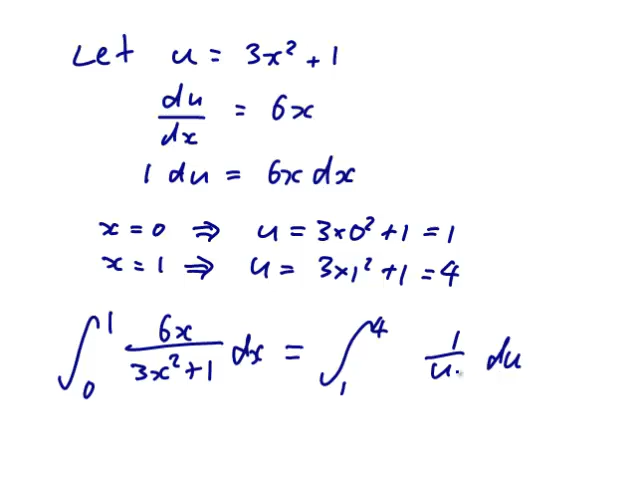 Let u = 3x² + 1
du/dx = 6x
1 du = 6x dx
x = 0 ⇒ u = 3×0² + 1 = 1
x = 1 ⇒ u = 3×1² + 1 = 4
∫₀¹ 6x/(3x² + 1) dx = ∫₁⁴ 1/u du